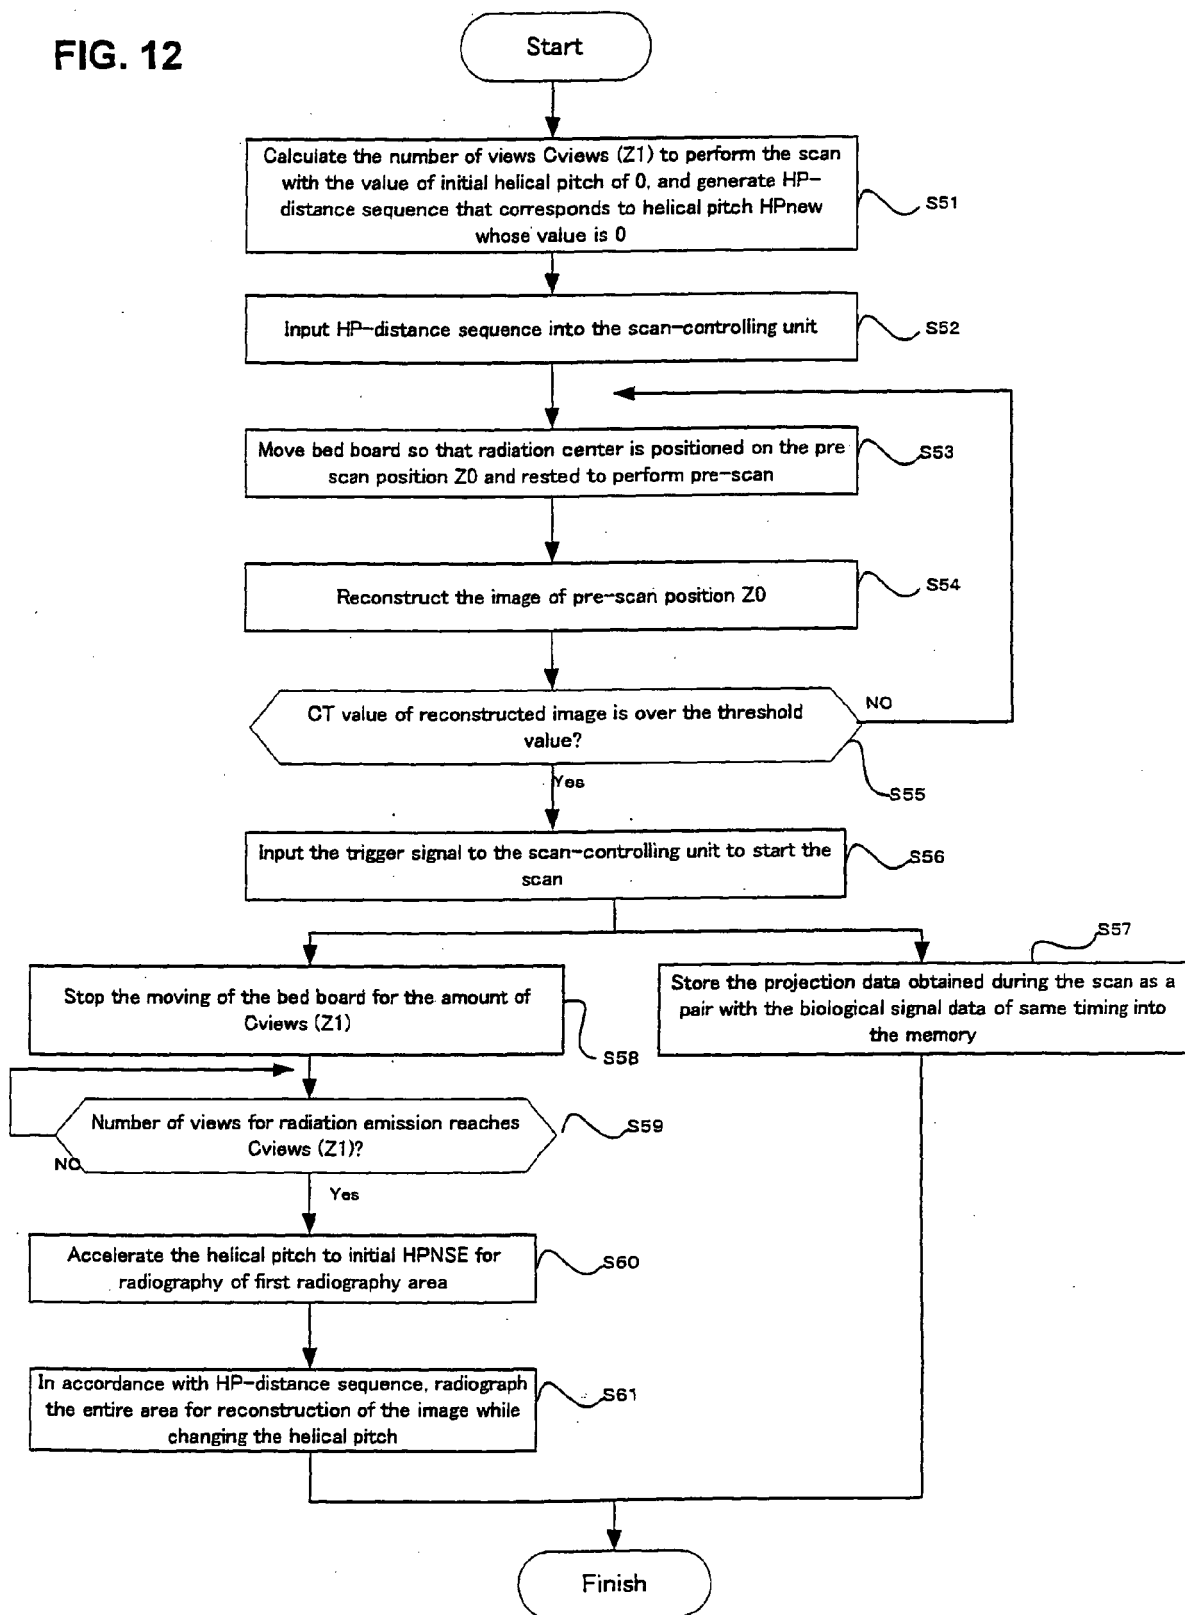 FIG. 12
Start
Calculate the number of views Cviews (Z1) to perform the scan
with the value of initial helical pitch of 0, and generate HP-
distance sequence that corresponds to helical pitch HPnew
whose value is 0
S51
Input HP-distance sequence into the scan-controlling unit
S52
Move bed board so that radiation center is positioned on the pre
scan position Z0 and rested to perform pre-scan
S53
Reconstruct the image of pre-scan position Z0
S54
CT value of reconstructed image is over the threshold
value?
NO
S55
Yes
Input the trigger signal to the scan-controlling unit to start the
scan
S56
S57
Stop the moving of the bed board for the amount of
Cviews (Z1)
S58
Store the projection data obtained during the scan as a
pair with the biological signal data of same timing into
the memory
Number of views for radiation emission reaches
Cviews (Z1)?
S59
NO
Yes
Accelerate the helical pitch to initial HPNSE for
radiography of first radiography area
S60
In accordance with HP-distance sequence, radiograph
the entire area for reconstruction of the image while
changing the helical pitch
S61
Finish